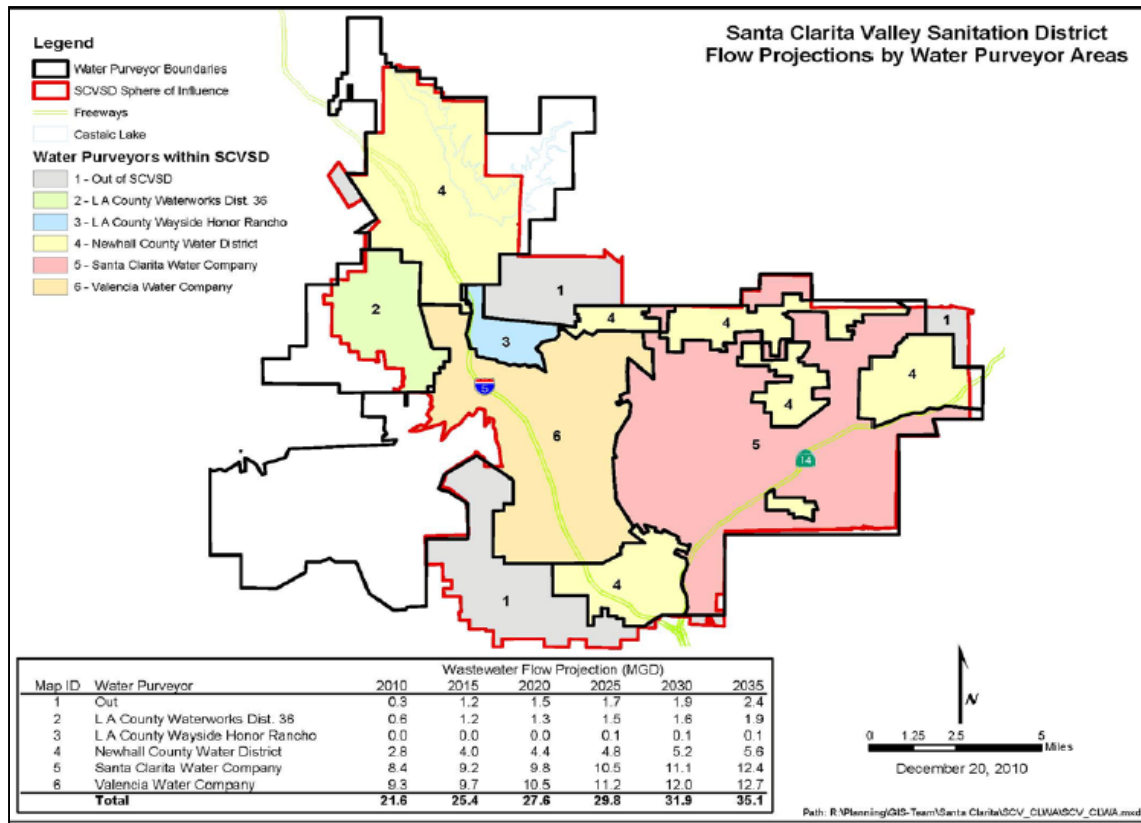 Santa Clarita Valley Sanitation District
Flow Projections by Water Purveyor Areas
Legend
Water Purveyor Boundaries
SCVSD Sphere of Influence
Freeways
Castaic Lake
Water Purveyors within SCVSD
1 - Out of SCVSD
2 - L A County Waterworks Dist. 36
3 - L A County Wayside Honor Rancho
4 - Newhall County Water District
5 - Santa Clarita Water Company
6 - Valencia Water Company
4
1
2
4
4
1
3
4
5
4
6
5
14
4
1
Wastewater Flow Projection (MGD)
Map ID Water Purveyor 2010 2015 2020 2025 2030 2035
1 Out 0.3 1.2 1.5 1.7 1.9 2.4
2 L A County Waterworks Dist. 36 0.6 1.2 1.3 1.5 1.6 1.9
3 L A County Wayside Honor Rancho 0.0 0.0 0.0 0.1 0.1 0.1
4 Newhall County Water District 2.8 4.0 4.4 4.8 5.2 5.6
5 Santa Clarita Water Company 8.4 9.2 9.8 10.5 11.1 12.4
6 Valencia Water Company 9.3 9.7 10.5 11.2 12.0 12.7
Total 21.6 25.4 27.6 29.8 31.9 35.1
N
0 1.25 2.5 5
Miles
December 20, 2010
Path: R:\Planning\GIS-Team\Santa Clarita\SCV_CLWA\SCV_CLWA.mxd